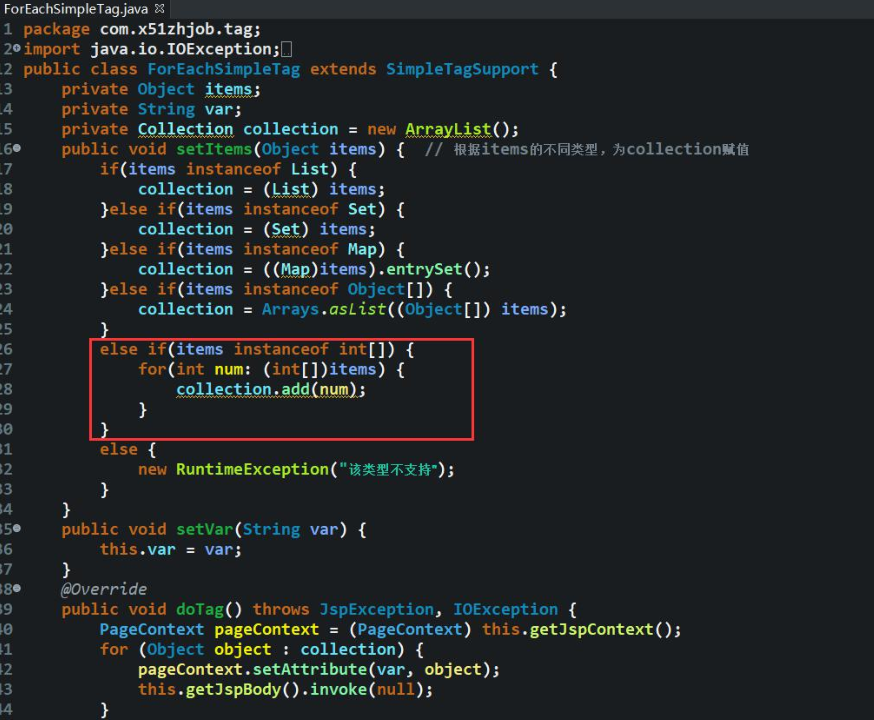 ForEachSimpleTag.java
1 package com.x51zhjob.tag;
2 import java.io.IOException;
12 public class ForEachSimpleTag extends SimpleTagSupport {
13 private Object items;
14 private String var;
15 private Collection collection = new ArrayList();
16 public void setItems(Object items) { // 根据items的不同类型，为collection赋值
17 if(items instanceof List) {
18 collection = (List) items;
19 }else if(items instanceof Set) {
20 collection = (Set) items;
21 }else if(items instanceof Map) {
22 collection = ((Map)items).entrySet();
23 }else if(items instanceof Object[]) {
24 collection = Arrays.asList((Object[]) items);
25 }
26 else if(items instanceof int[]) {
27 for(int num: (int[])items) {
28 collection.add(num);
29 }
30 }
31 else {
32 new RuntimeException("该类型不支持");
33 }
34 }
35 public void setVar(String var) {
36 this.var = var;
37 }
38 @Override
39 public void doTag() throws JspException, IOException {
40 PageContext pageContext = (PageContext) this.getJspContext();
41 for (Object object : collection) {
42 pageContext.setAttribute(var, object);
43 this.getJspBody().invoke(null);
44 }